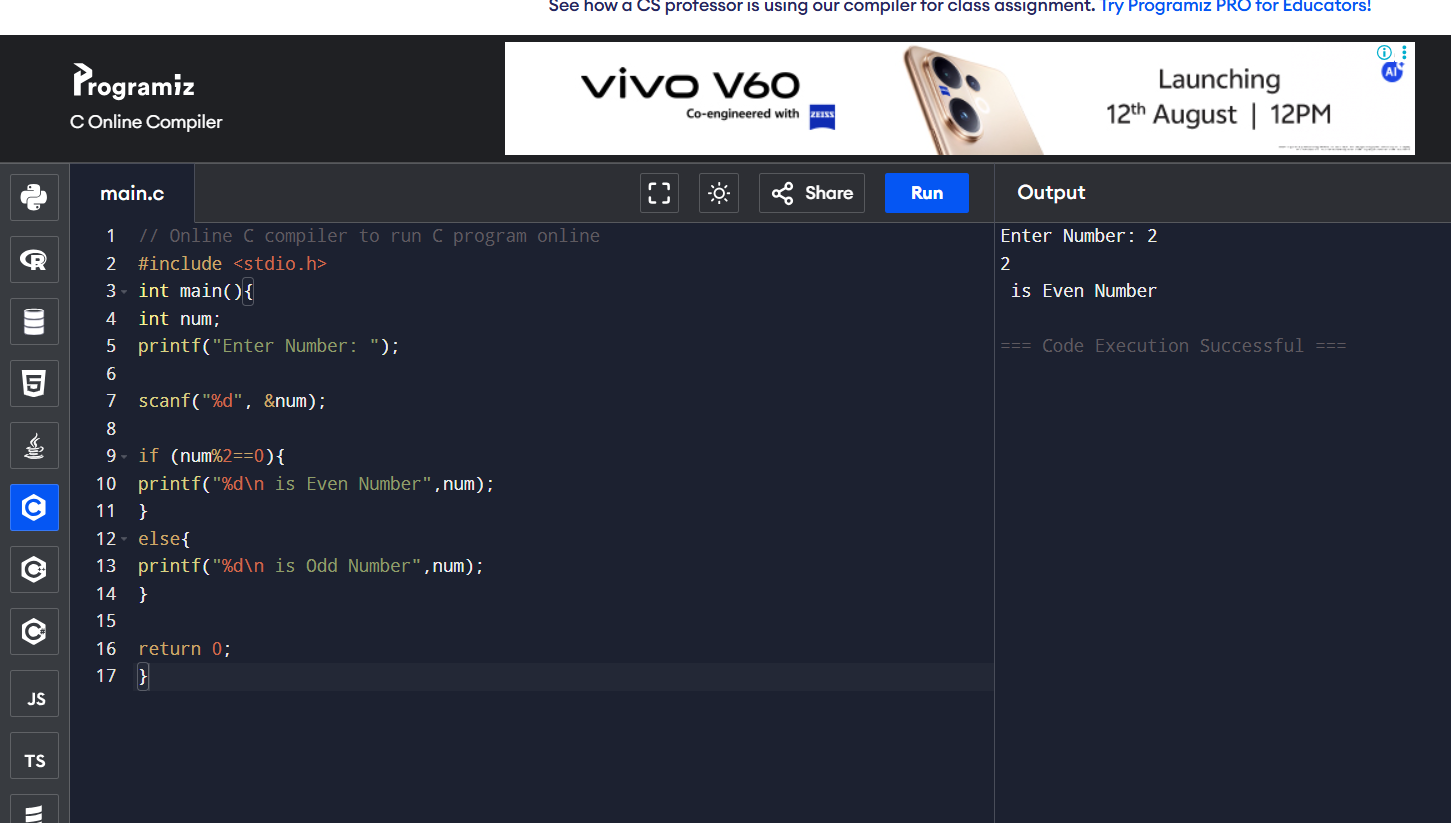 See how a CS professor is using our compiler for class assignment. Try Programiz PRO for Educators!
Programiz
C Online Compiler
vivo V60
Co-engineered with ZEISS
Launching
12th August | 12PM
AI
main.c
Share
Run
Output
1 // Online C compiler to run C program online
2 #include <stdio.h>
3 int main(){
4 int num;
5 printf("Enter Number: ");
6
7 scanf("%d", &num);
8
9 if (num%2==0){
10 printf("%d\n is Even Number",num);
11 }
12 else{
13 printf("%d\n is Odd Number",num);
14 }
15
16 return 0;
17 }
Enter Number: 2
2
 is Even Number
=== Code Execution Successful ===
R
5
C
C++
C#
JS
TS